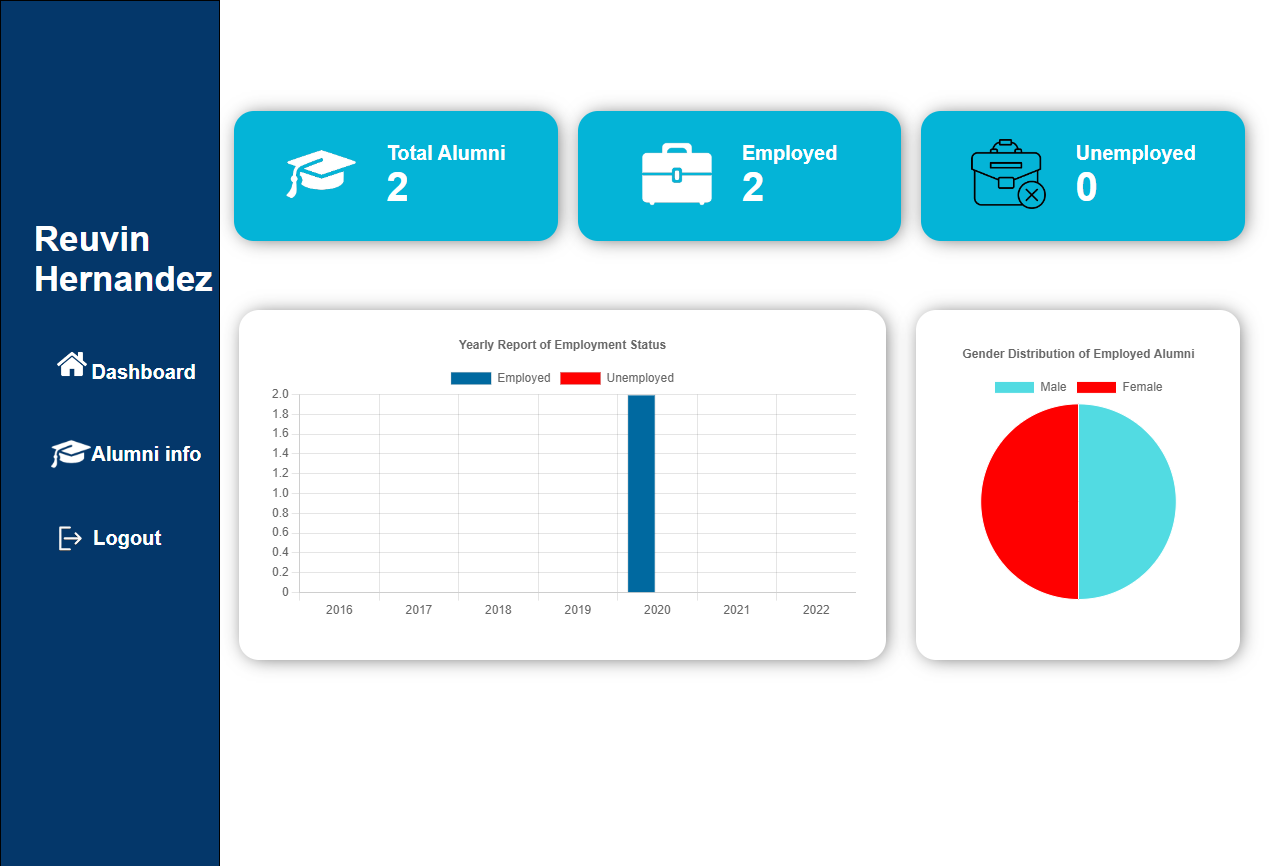 Reuvin
Hernandez
Dashboard
Alumni info
Logout
Total Alumni
2
Employed
2
Unemployed
0
Yearly Report of Employment Status
Employed Unemployed
2.0
1.8
1.6
1.4
1.2
1.0
0.8
0.6
0.4
0.2
0
2016 2017 2018 2019 2020 2021 2022
Gender Distribution of Employed Alumni
Male Female